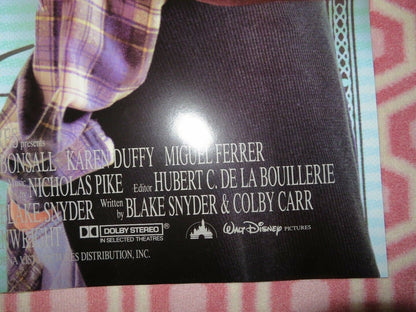 presents
BONSALL KAREN DUFFY MIGUEL FERRER
NICHOLAS PIKE Editor HUBERT C. DE LA BOUILLERIE
LAKE SNYDER Written by BLAKE SNYDER & COLBY CARR
WRIGHT DOLBY STEREO IN SELECTED THEATRES WALT DISNEY PICTURES
DISTRIBUTION, INC.